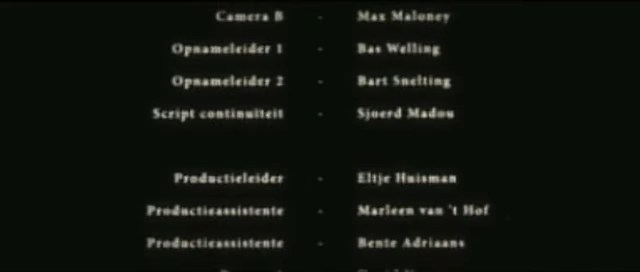 Camera B - Max Maloney
Opnameleider 1 - Bas Welling
Opnameleider 2 - Bart Snelting
Script continuïteit - Sjoerd Madou
Productieleider - Eltje Huisman
Productieassistente - Marleen van 't Hof
Productieassistente - Bente Adriaans